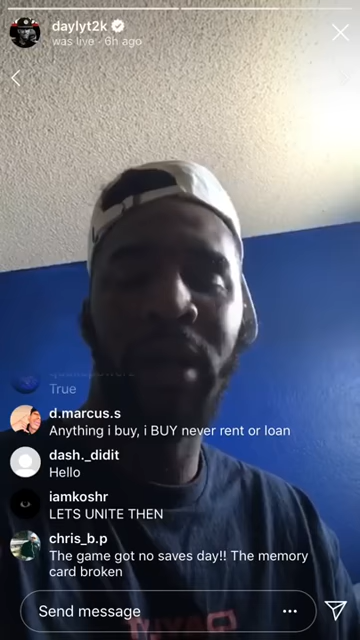 daylyt2k
was live · 6h ago
True
d.marcus.s
Anything i buy, i BUY never rent or loan
dash._didit
Hello
iamkoshr
LETS UNITE THEN
chris_b.p
The game got no saves day!! The memory
card broken
Send message